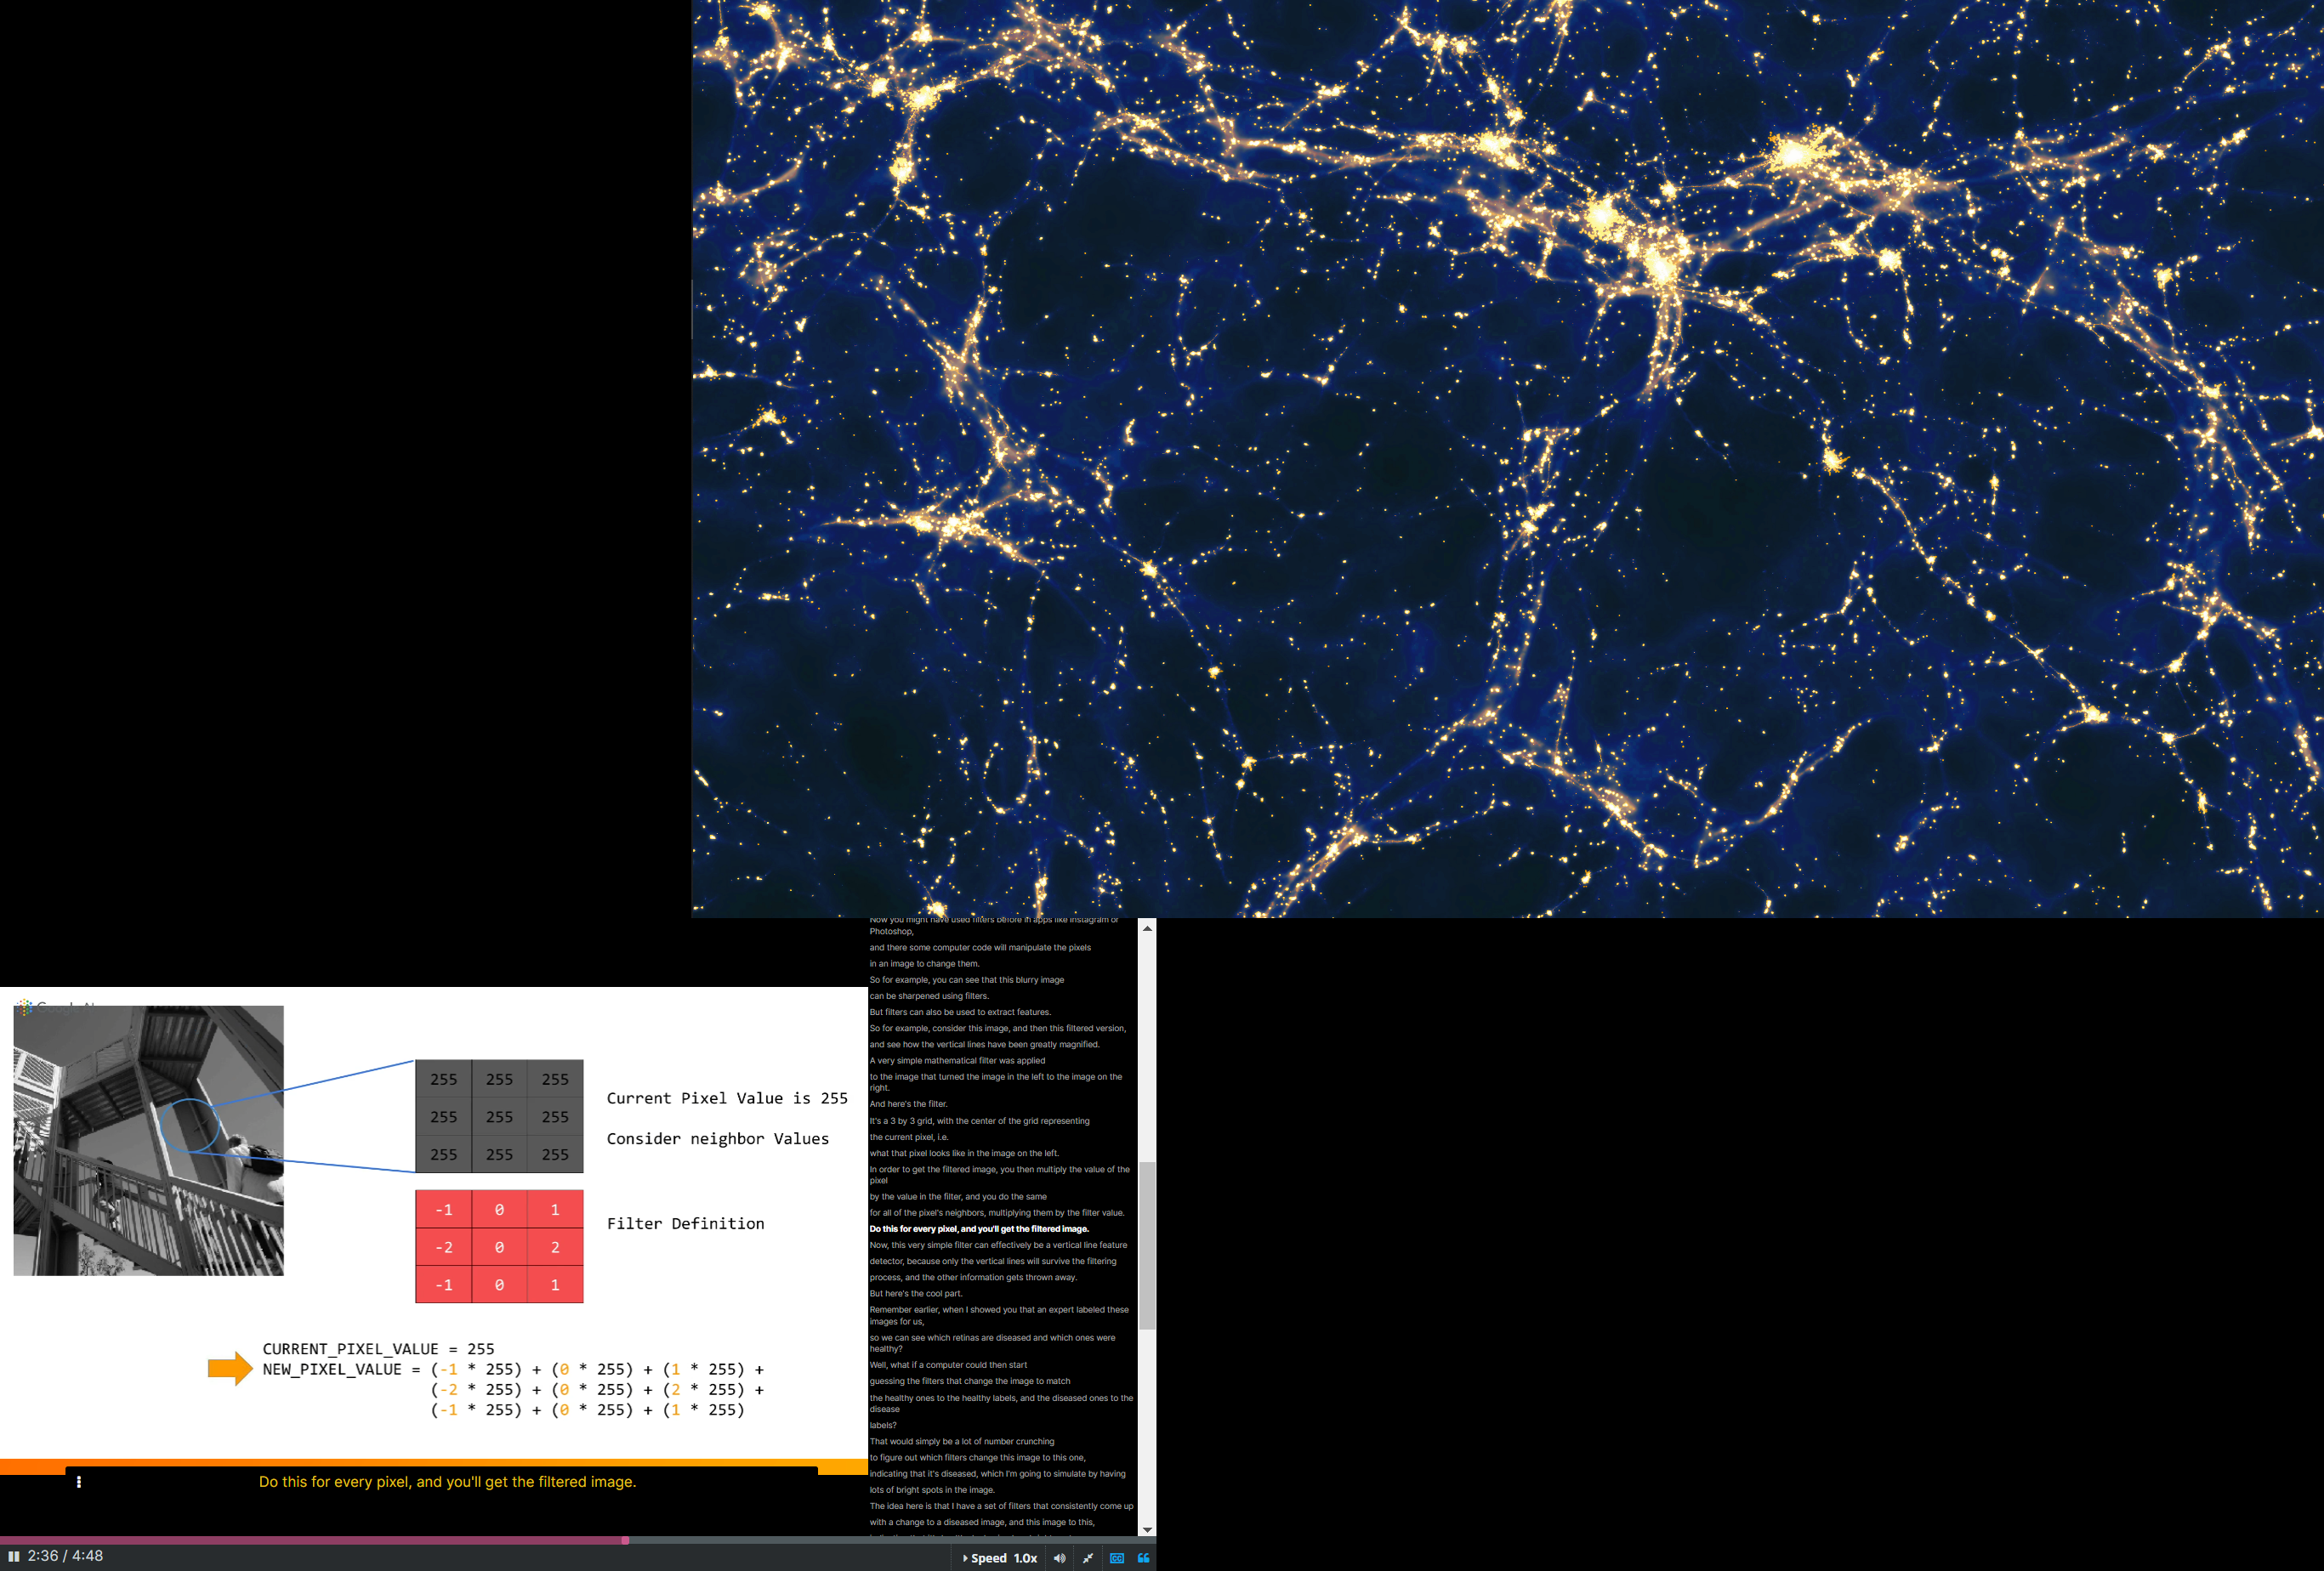 Google AI
255 255 255
255 255 255
255 255 255
Current Pixel Value is 255
Consider neighbor Values
-1 0 1
-2 0 2
-1 0 1
Filter Definition
CURRENT_PIXEL_VALUE = 255
NEW_PIXEL_VALUE = (-1 * 255) + (0 * 255) + (1 * 255) +
(-2 * 255) + (0 * 255) + (2 * 255) +
(-1 * 255) + (0 * 255) + (1 * 255)
Do this for every pixel, and you'll get the filtered image.
2:36 / 4:48
Speed 1.0x
CC
Now you might have used filters before in apps like Instagram or
Photoshop,
and there some computer code will manipulate the pixels
in an image to change them.
So for example, you can see that this blurry image
can be sharpened using filters.
But filters can also be used to extract features.
So for example, consider this image, and then this filtered version,
and see how the vertical lines have been greatly magnified.
A very simple mathematical filter was applied
to the image that turned the image in the left to the image on the
right.
And here's the filter.
It's a 3 by 3 grid, with the center of the grid representing
the current pixel, i.e.
what that pixel looks like in the image on the left.
In order to get the filtered image, you then multiply the value of the
pixel
by the value in the filter, and you do the same
for all of the pixel's neighbors, multiplying them by the filter value.
Do this for every pixel, and you'll get the filtered image.
Now, this very simple filter can effectively be a vertical line feature
detector, because only the vertical lines will survive the filtering
process, and the other information gets thrown away.
But here's the cool part.
Remember earlier, when I showed you that an expert labeled these
images for us,
so we can see which retinas are diseased and which ones were
healthy?
Well, what if a computer could then start
guessing the filters that change the image to match
the healthy ones to the healthy labels, and the diseased ones to the
disease
labels?
That would simply be a lot of number crunching
to figure out which filters change this image to this one,
indicating that it's diseased, which I'm going to simulate by having
lots of bright spots in the image.
The idea here is that I have a set of filters that consistently come up
with a change to a diseased image, and this image to this,